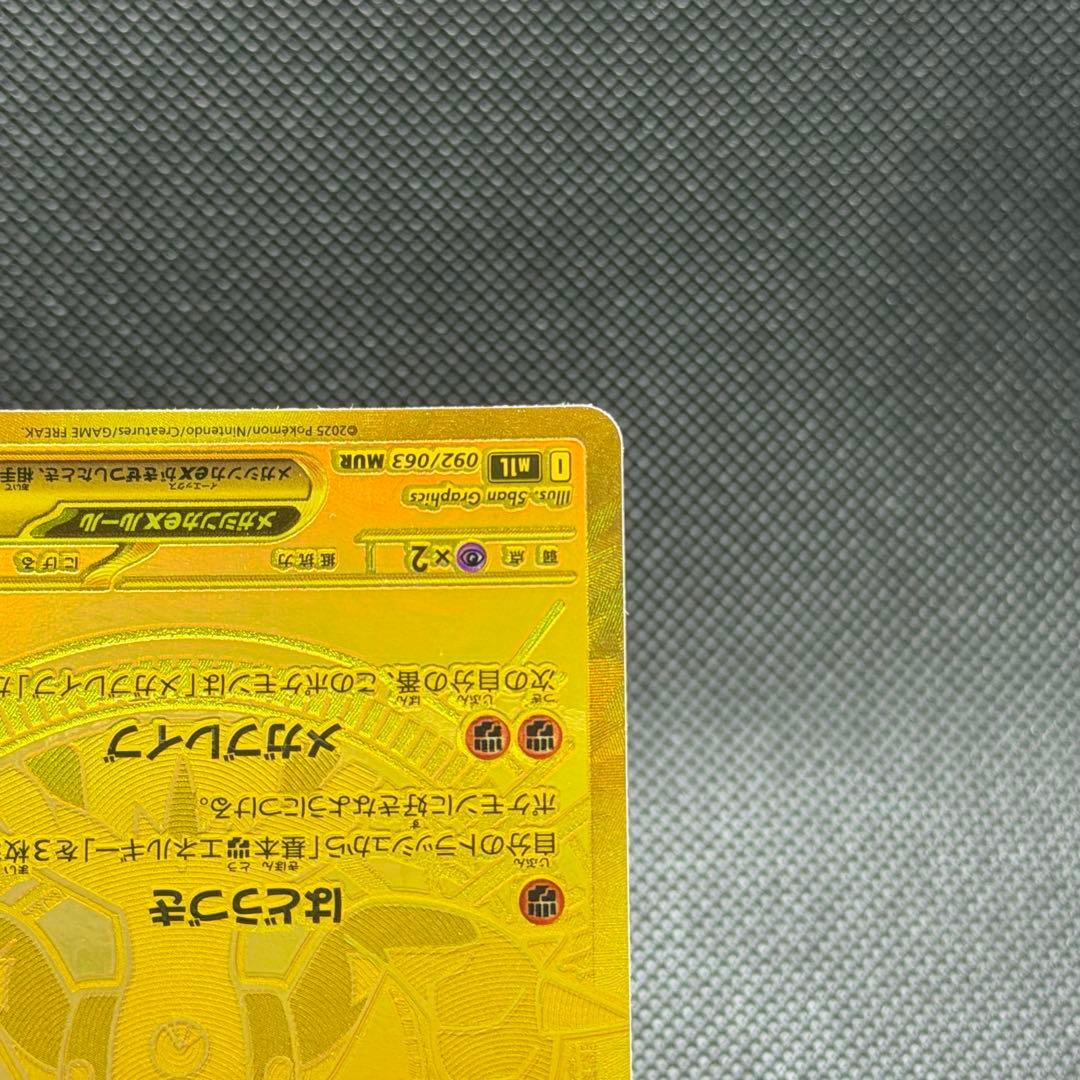 はどうづき
自分のトラッシュから「基本エネルギー」を3枚
ポケモンに好きなようにつける。
メガブレイブ
次の自分の番、このポケモンは「メガブレイブ」が
弱点 ×2 抵抗力 にげる
Illus. 5ban Graphics
メガシンカexルール
I M1L 092/063 MUR
メガシンカexがきぜつしたとき、相手
©2025 Pokémon/Nintendo/Creatures/GAME FREAK.